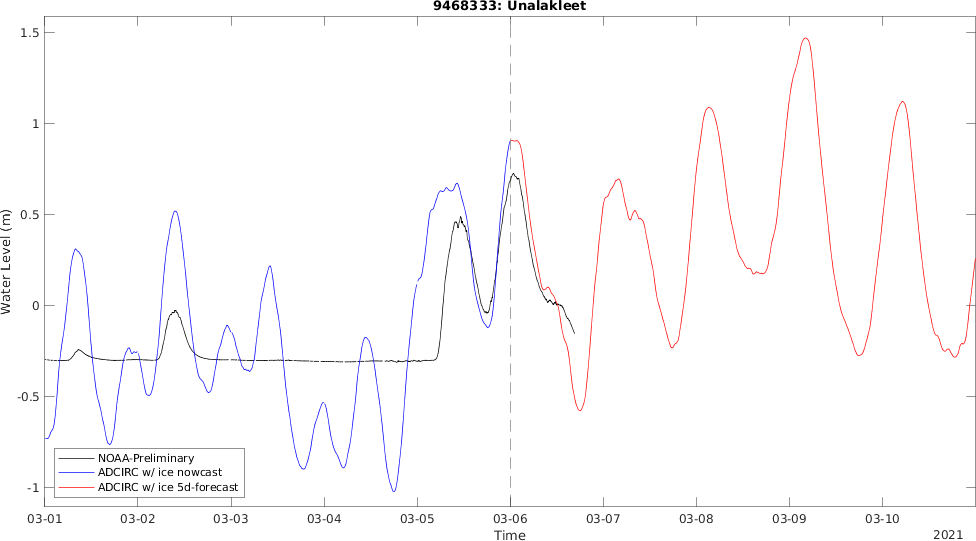 9468333: Unalakleet
Water Level (m)
1.5
1
0.5
0
-0.5
-1
NOAA-Preliminary
ADCIRC w/ ice nowcast
ADCIRC w/ ice 5d-forecast
03-01 03-02 03-03 03-04 03-05 03-06 03-07 03-08 03-09 03-10
Time
2021